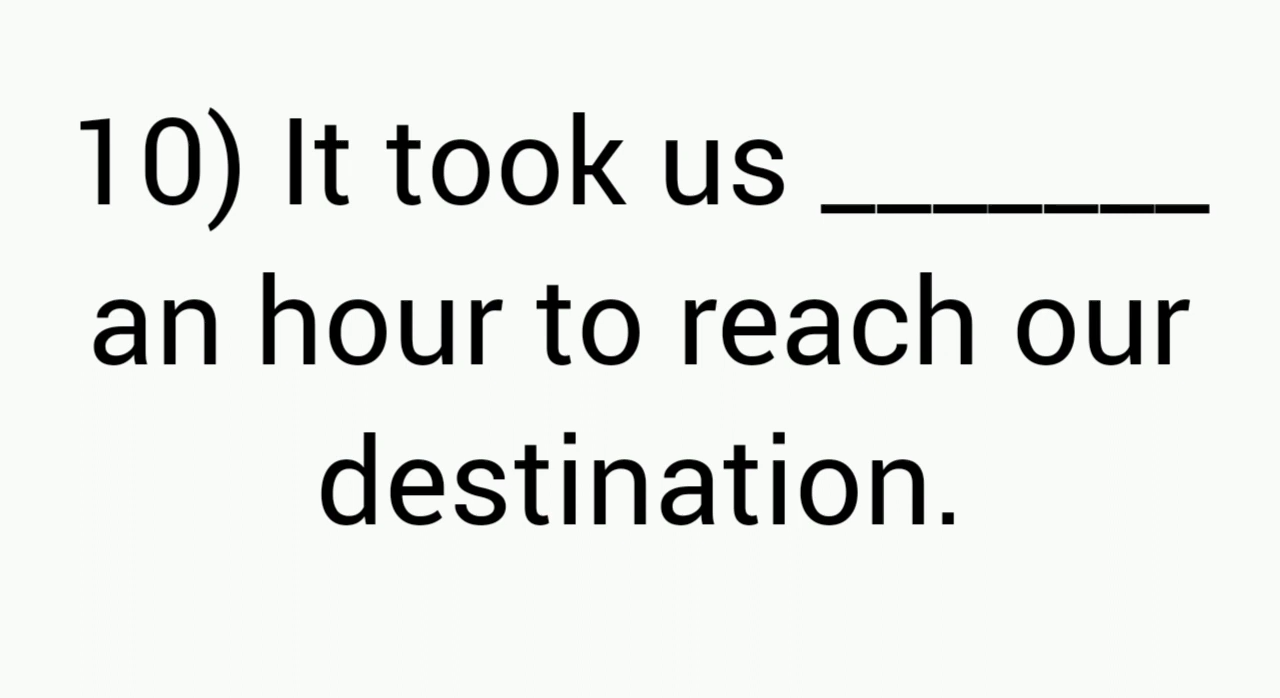 10) It took us _______
an hour to reach our
destination.